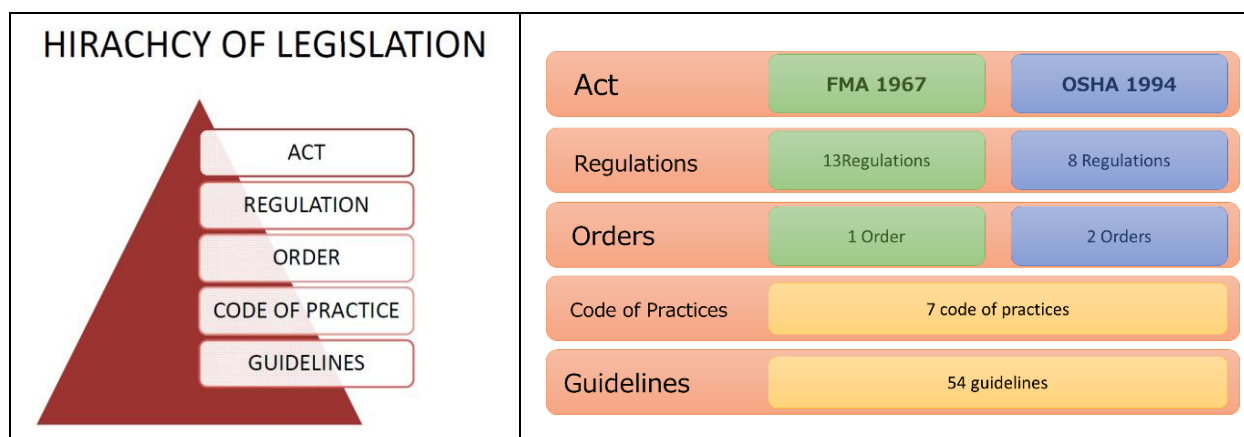 HIRACHCY OF LEGISLATION
ACT
REGULATION
ORDER
CODE OF PRACTICE
GUIDELINES
Act FMA 1967 OSHA 1994
Regulations 13Regulations 8 Regulations
Orders 1 Order 2 Orders
Code of Practices 7 code of practices
Guidelines 54 guidelines